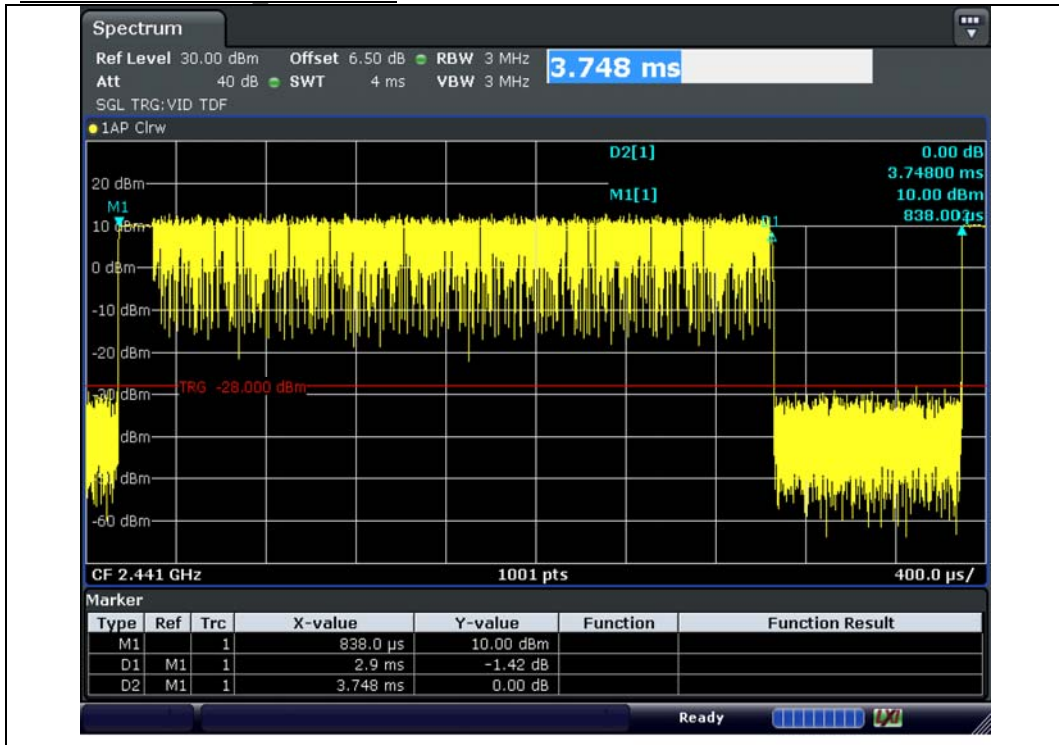 Spectrum
Ref Level 30.00 dBm Offset 6.50 dB RBW 3 MHz
3.748 ms
Att 40 dB SWT 4 ms VBW 3 MHz
SGL TRG:VID TDF
1AP Clrw
D2[1] 0.00 dB
3.74800 ms
20 dBm
M1[1] 10.00 dBm
M1
838.00 µs
10 dBm
D1
0 dBm
-10 dBm
-20 dBm
TRG -28.000 dBm
-30 dBm
dBm
dBm
-60 dBm
CF 2.441 GHz 1001 pts 400.0 µs/
Marker
Type Ref Trc X-value Y-value Function Function Result
M1 1 838.0 µs 10.00 dBm
D1 M1 1 2.9 ms -1.42 dB
D2 M1 1 3.748 ms 0.00 dB
Ready LXI